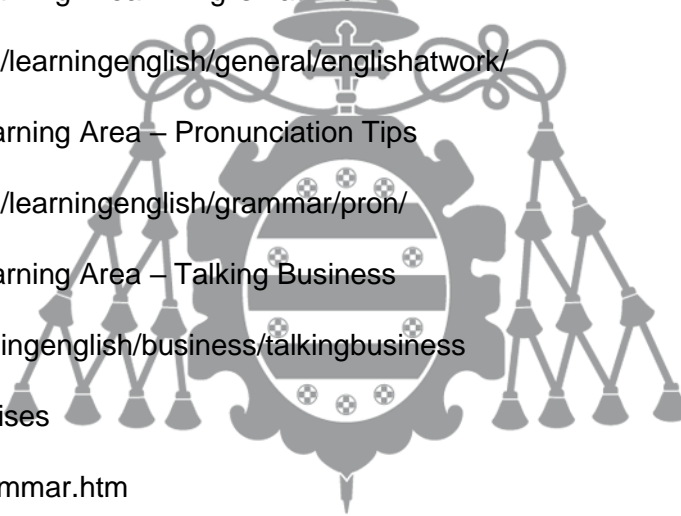 /learningenglish/general/englishatwork/
arning Area – Pronunciation Tips
/learningenglish/grammar/pron/
arning Area – Talking Business
ingenglish/business/talkingbusiness
ises
mmar.htm